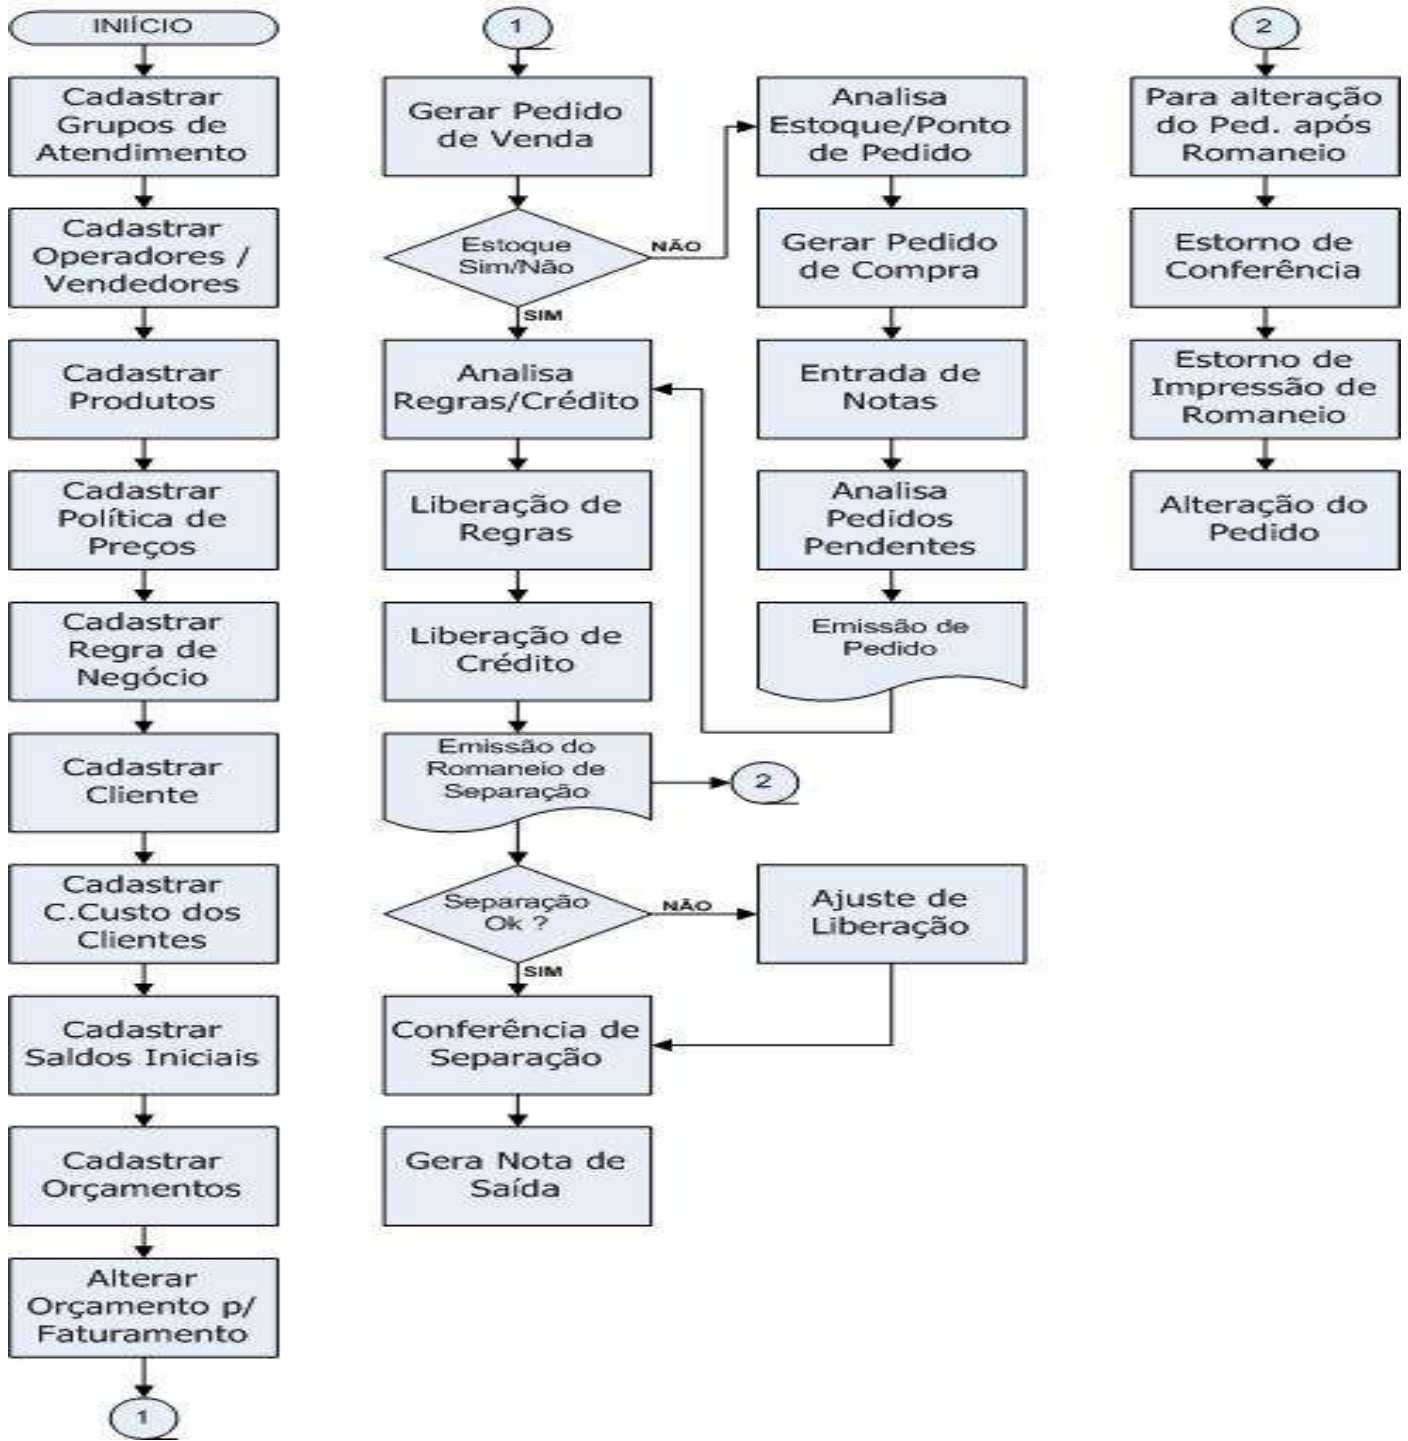 INIÍCIO
Cadastrar
Grupos de
Atendimento
Cadastrar
Operadores /
Vendedores
Cadastrar
Produtos
Cadastrar
Política de
Preços
Cadastrar
Regra de
Negócio
Cadastrar
Cliente
Cadastrar
C.Custo dos
Clientes
Cadastrar
Saldos Iniciais
Cadastrar
Orçamentos
Alterar
Orçamento p/
Faturamento
1
1
Gerar Pedido
de Venda
Estoque
Sim/Não
NÃO
SIM
Analisa
Regras/Crédito
Liberação de
Regras
Liberação de
Crédito
Emissão do
Romaneio de
Separação
2
Separação
Ok ?
NÃO
SIM
Conferência de
Separação
Gera Nota de
Saída
Analisa
Estoque/Ponto
de Pedido
Gerar Pedido
de Compra
Entrada de
Notas
Analisa
Pedidos
Pendentes
Emissão de
Pedido
Ajuste de
Liberação
2
Para alteração
do Ped. após
Romaneio
Estorno de
Conferência
Estorno de
Impressão de
Romaneio
Alteração do
Pedido